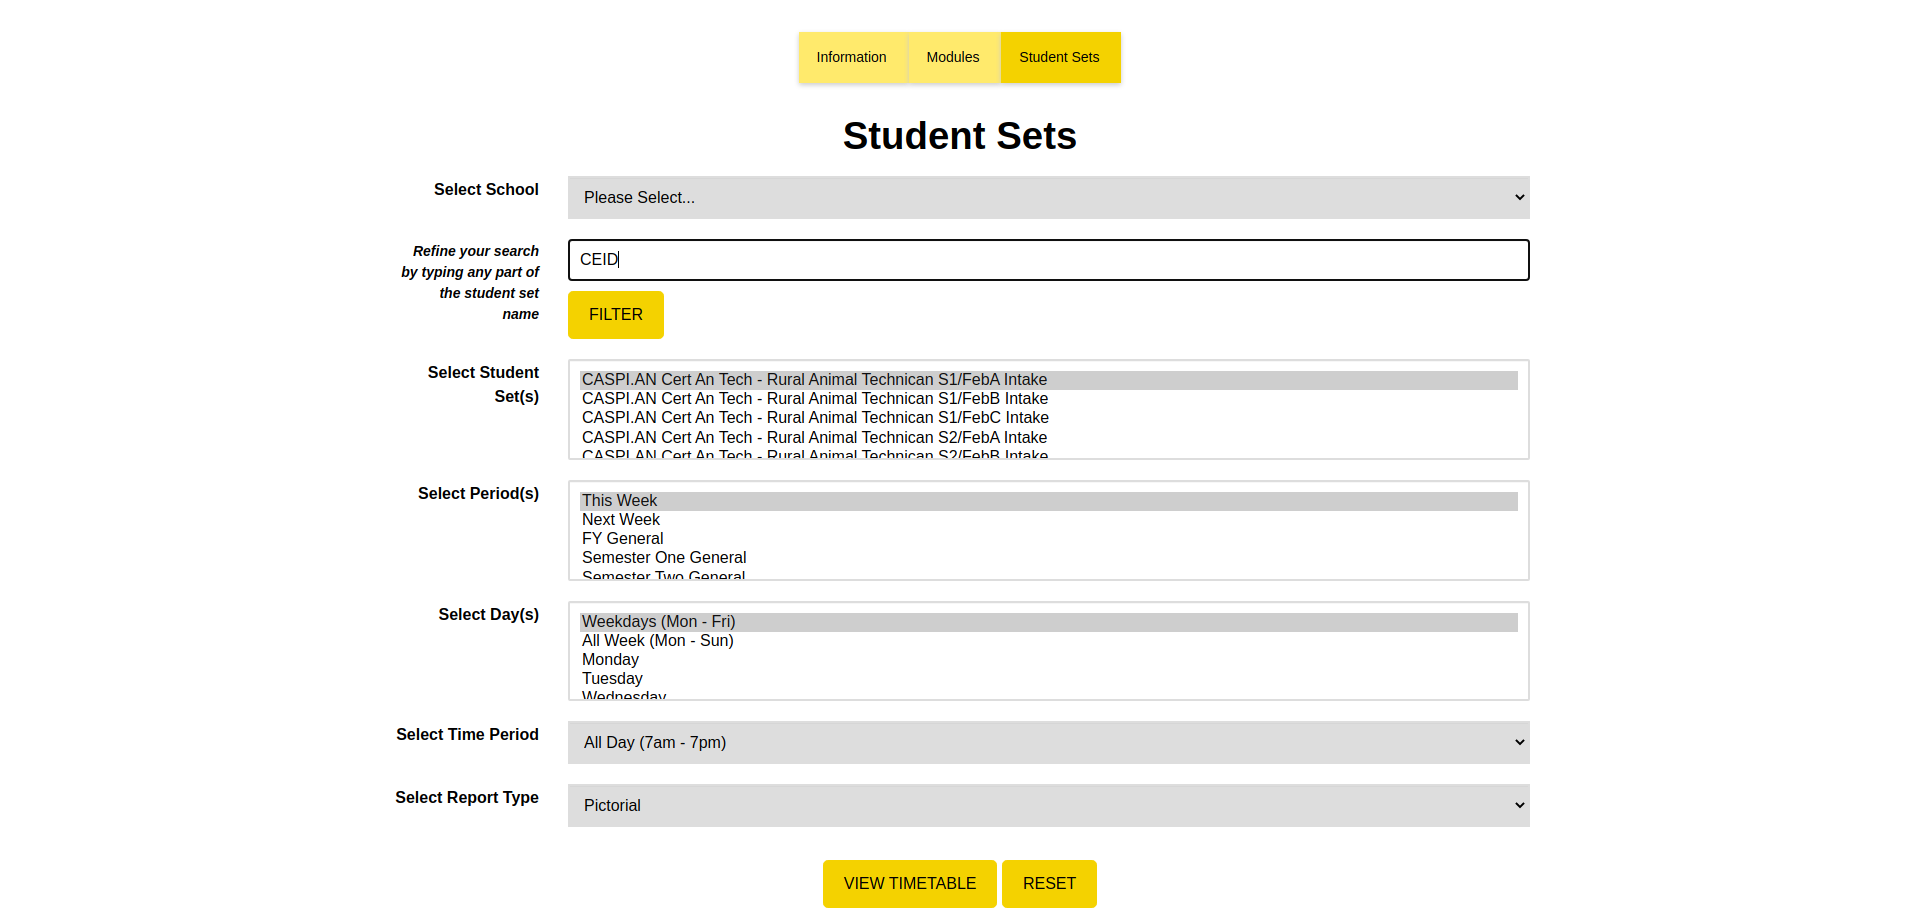 Information Modules Student Sets
Student Sets
Select School
Please Select...
Refine your search
by typing any part of
the student set
name
CEID
FILTER
Select Student
Set(s)
CASPI.AN Cert An Tech - Rural Animal Technican S1/FebA Intake
CASPI.AN Cert An Tech - Rural Animal Technican S1/FebB Intake
CASPI.AN Cert An Tech - Rural Animal Technican S1/FebC Intake
CASPI.AN Cert An Tech - Rural Animal Technican S2/FebA Intake
CASPI.AN Cert An Tech - Rural Animal Technican S2/FebB Intake
Select Period(s)
This Week
Next Week
FY General
Semester One General
Semester Two General
Select Day(s)
Weekdays (Mon - Fri)
All Week (Mon - Sun)
Monday
Tuesday
Wednesday
Select Time Period
All Day (7am - 7pm)
Select Report Type
Pictorial
VIEW TIMETABLE RESET